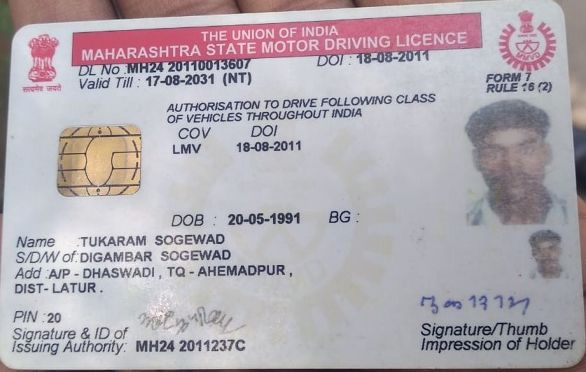 THE UNION OF INDIA
MAHARASHTRA STATE MOTOR DRIVING LICENCE
DL No :MH24 20110013607 DOI : 18-08-2011
Valid Till : 17-08-2031 (NT)
FORM 7
RULE 16 (2)
AUTHORISATION TO DRIVE FOLLOWING CLASS
OF VEHICLES THROUGHOUT INDIA
COV DOI
LMV 18-08-2011
सत्यमेव जयते
DOB : 20-05-1991 BG :
Name :TUKARAM SOGEWAD
S/D/W of:DIGAMBAR SOGEWAD
Add :A/P - DHASWADI , TQ - AHEMADPUR ,
DIST- LATUR .
PIN :20
Signature & ID of
Issuing Authority: MH24 2011237C
Signature/Thumb
Impression of Holder